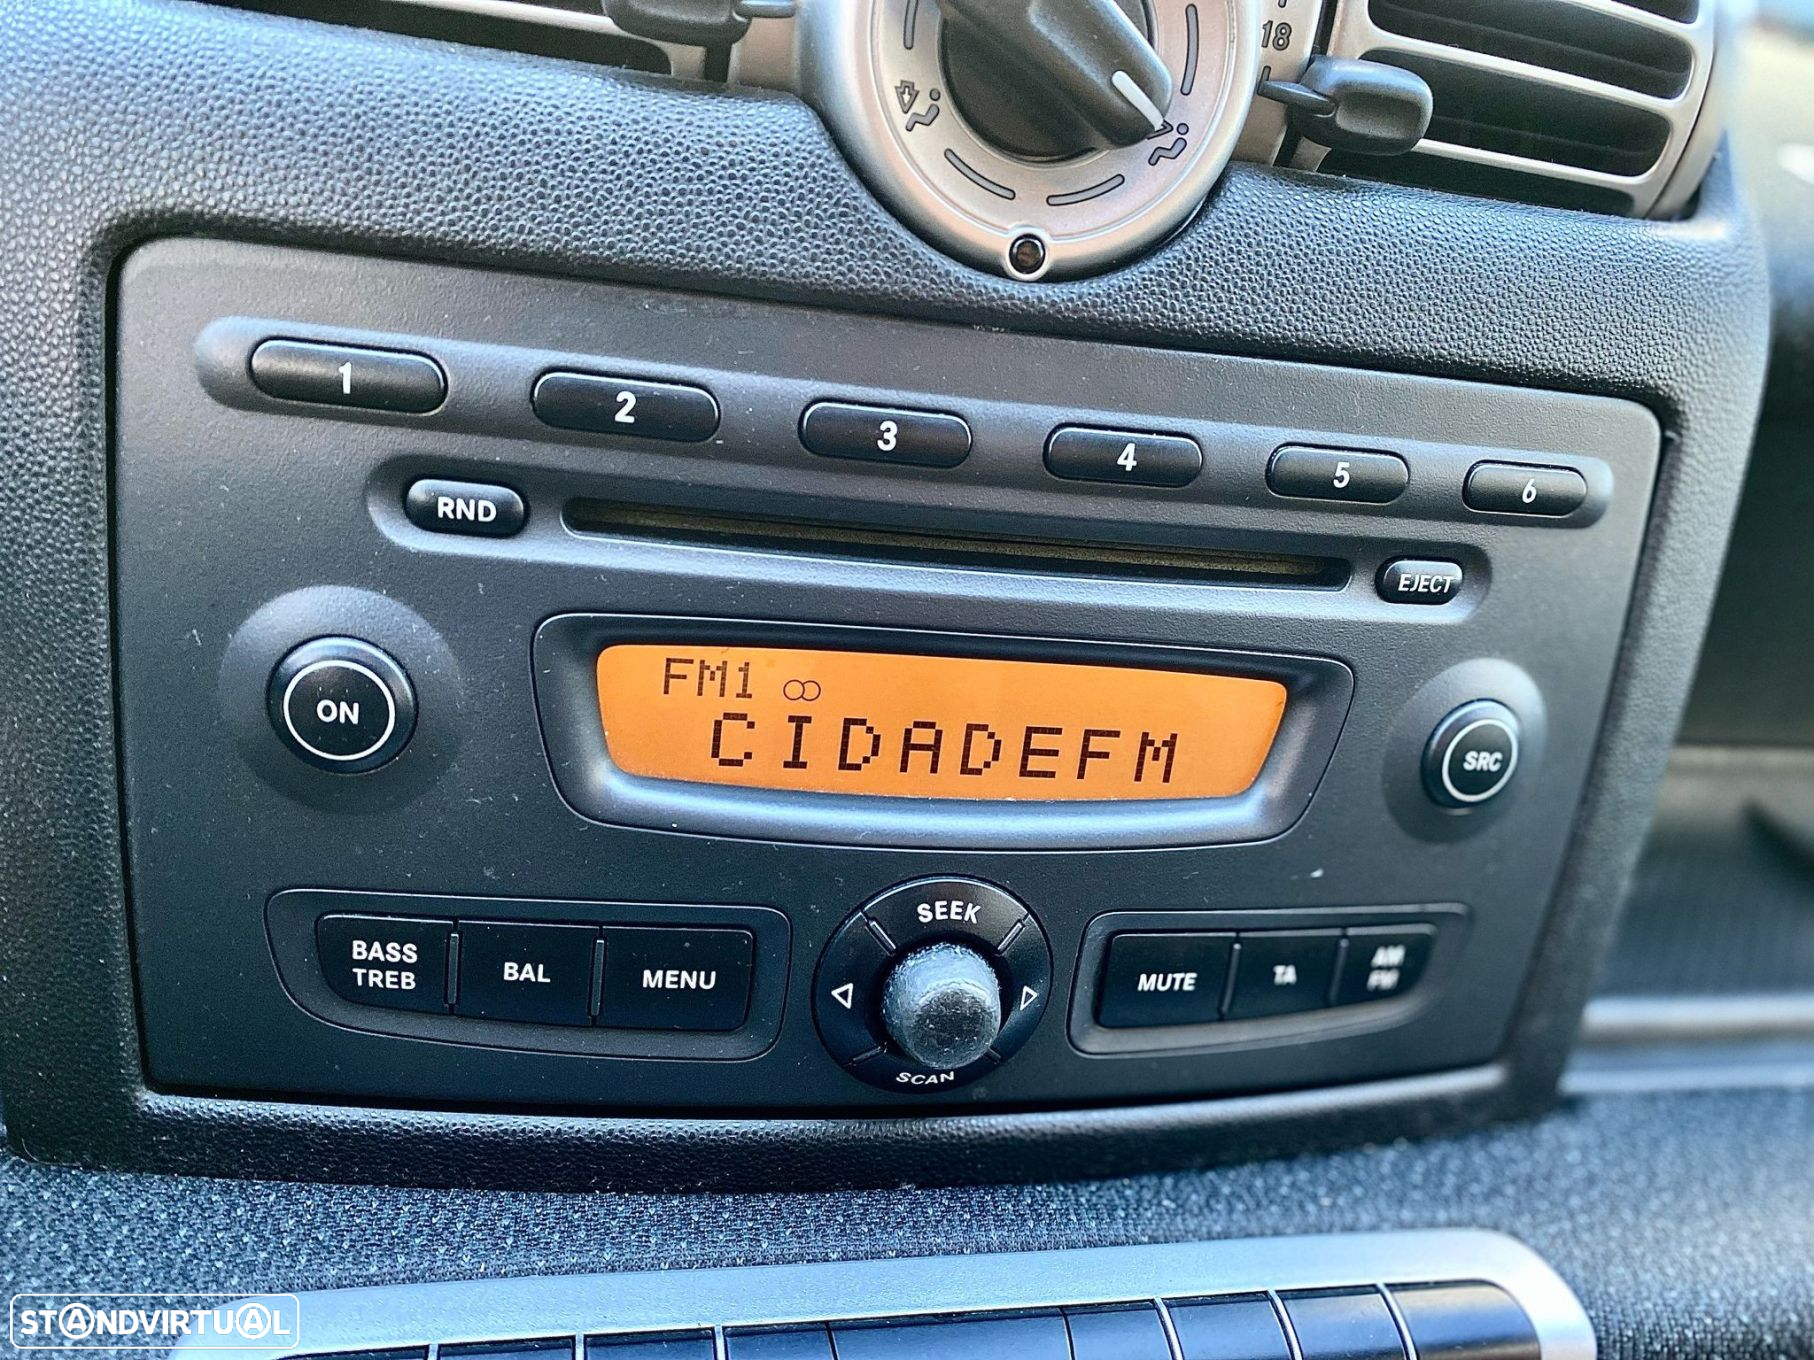 18
1 2 3 4 5 6
RND
EJECT
ON
FM1
CIDADEFM
SRC
BASS
TREB
BAL
MENU
SEEK
SCAN
MUTE
TA
AM
FM
STANDVIRTUAL